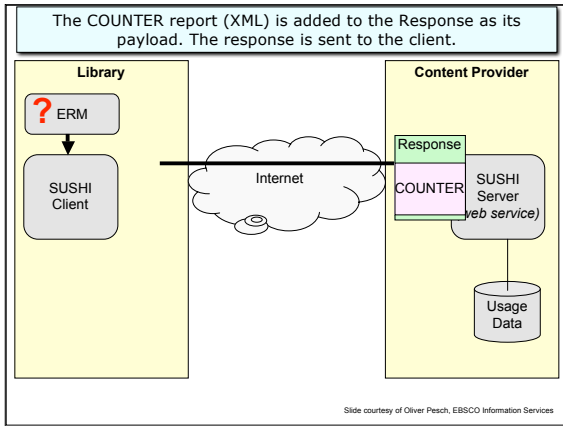 The COUNTER report (XML) is added to the Response as its
payload. The response is sent to the client.
Library
Content Provider
? ERM
SUSHI
Client
Internet
Response
COUNTER
SUSHI
Server
web service)
Usage
Data
Slide courtesy of Oliver Pesch, EBSCO Information Services